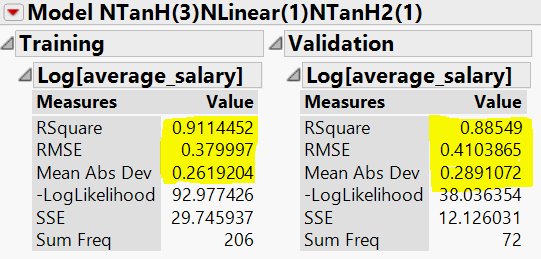 Model NTanH(3)NLinear(1)NTanH2(1)
Training
Log[average_salary]
Measures Value
RSquare 0.9114452
RMSE 0.379997
Mean Abs Dev 0.2619204
-LogLikelihood 92.977426
SSE 29.745937
Sum Freq 206
Validation
Log[average_salary]
Measures Value
RSquare 0.88549
RMSE 0.4103865
Mean Abs Dev 0.2891072
-LogLikelihood 38.036354
SSE 12.126031
Sum Freq 72